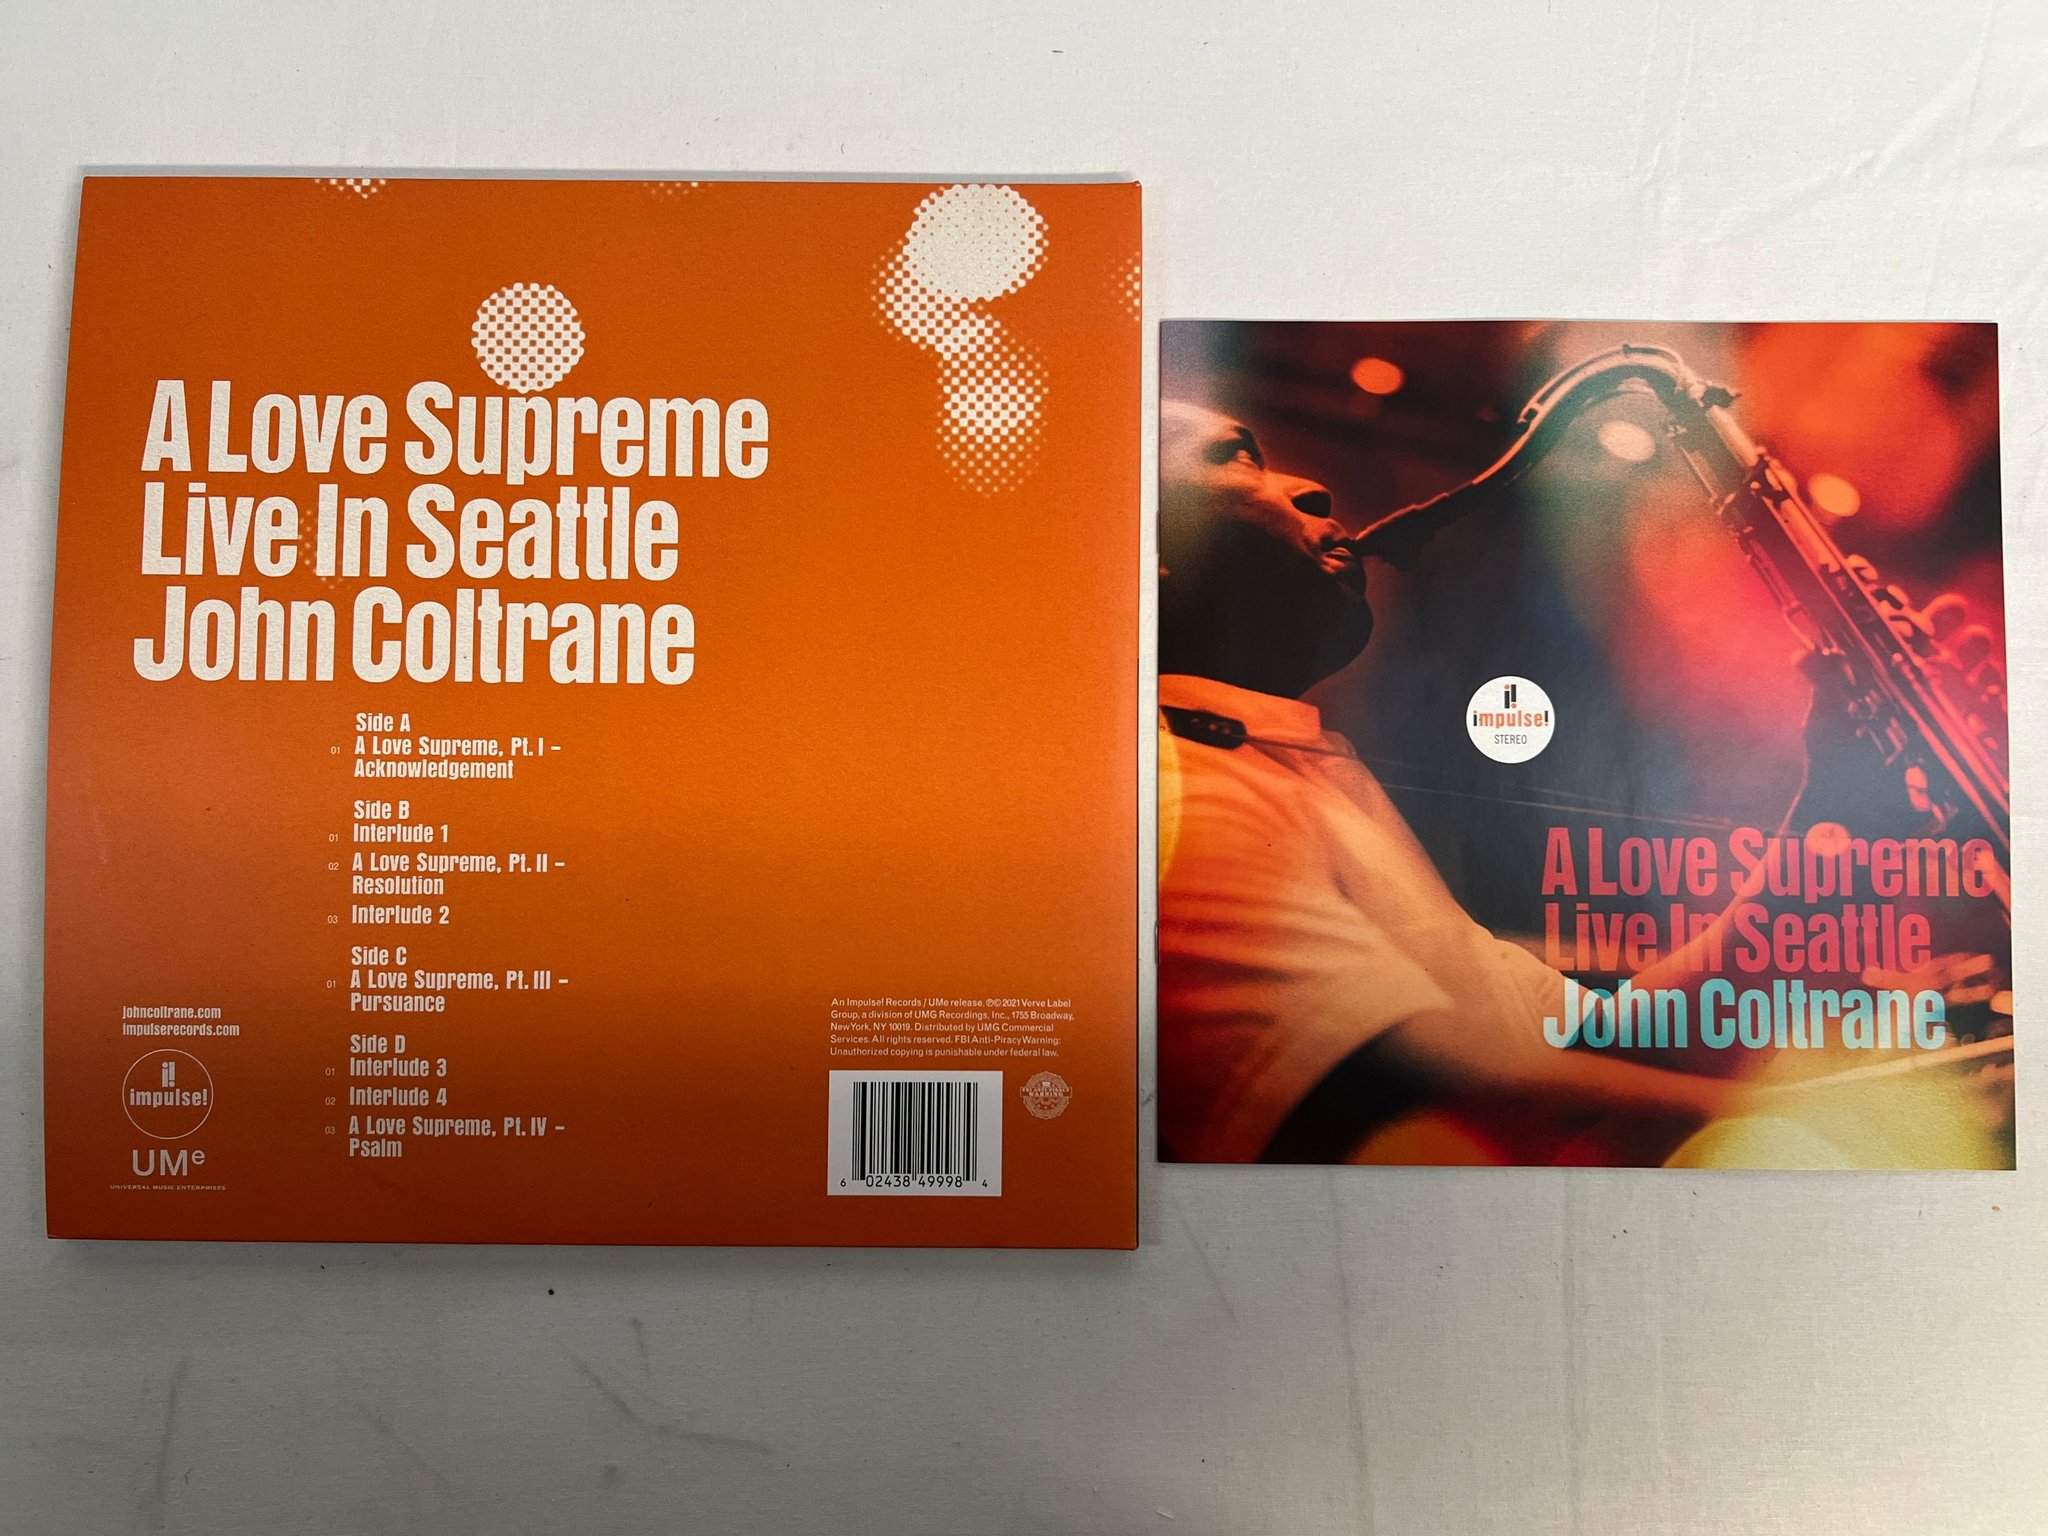 A Love Supreme
Live In Seattle
John Coltrane
Side A
01 A Love Supreme, Pt. I –
Acknowledgement
Side B
01 Interlude 1
02 A Love Supreme, Pt. II –
Resolution
03 Interlude 2
Side C
01 A Love Supreme, Pt. III –
Pursuance
Side D
01 Interlude 3
02 Interlude 4
03 A Love Supreme, Pt. IV –
Psalm
johncoltrane.com
impulserecords.com
i!
impulse!
UMe
UNIVERSAL MUSIC ENTERPRISES
An Impulse! Records / UMe release. ℗© 2021 Verve Label
Group, a division of UMG Recordings, Inc., 1755 Broadway,
New York, NY 10019. Distributed by UMG Commercial
Services. All rights reserved. FBI Anti-Piracy Warning:
Unauthorized copying is punishable under federal law.
FBI ANTI-PIRACY
WARNING
6 02438 49998 4
i!
impulse!
STEREO
A Love Supreme
Live In Seattle
John Coltrane